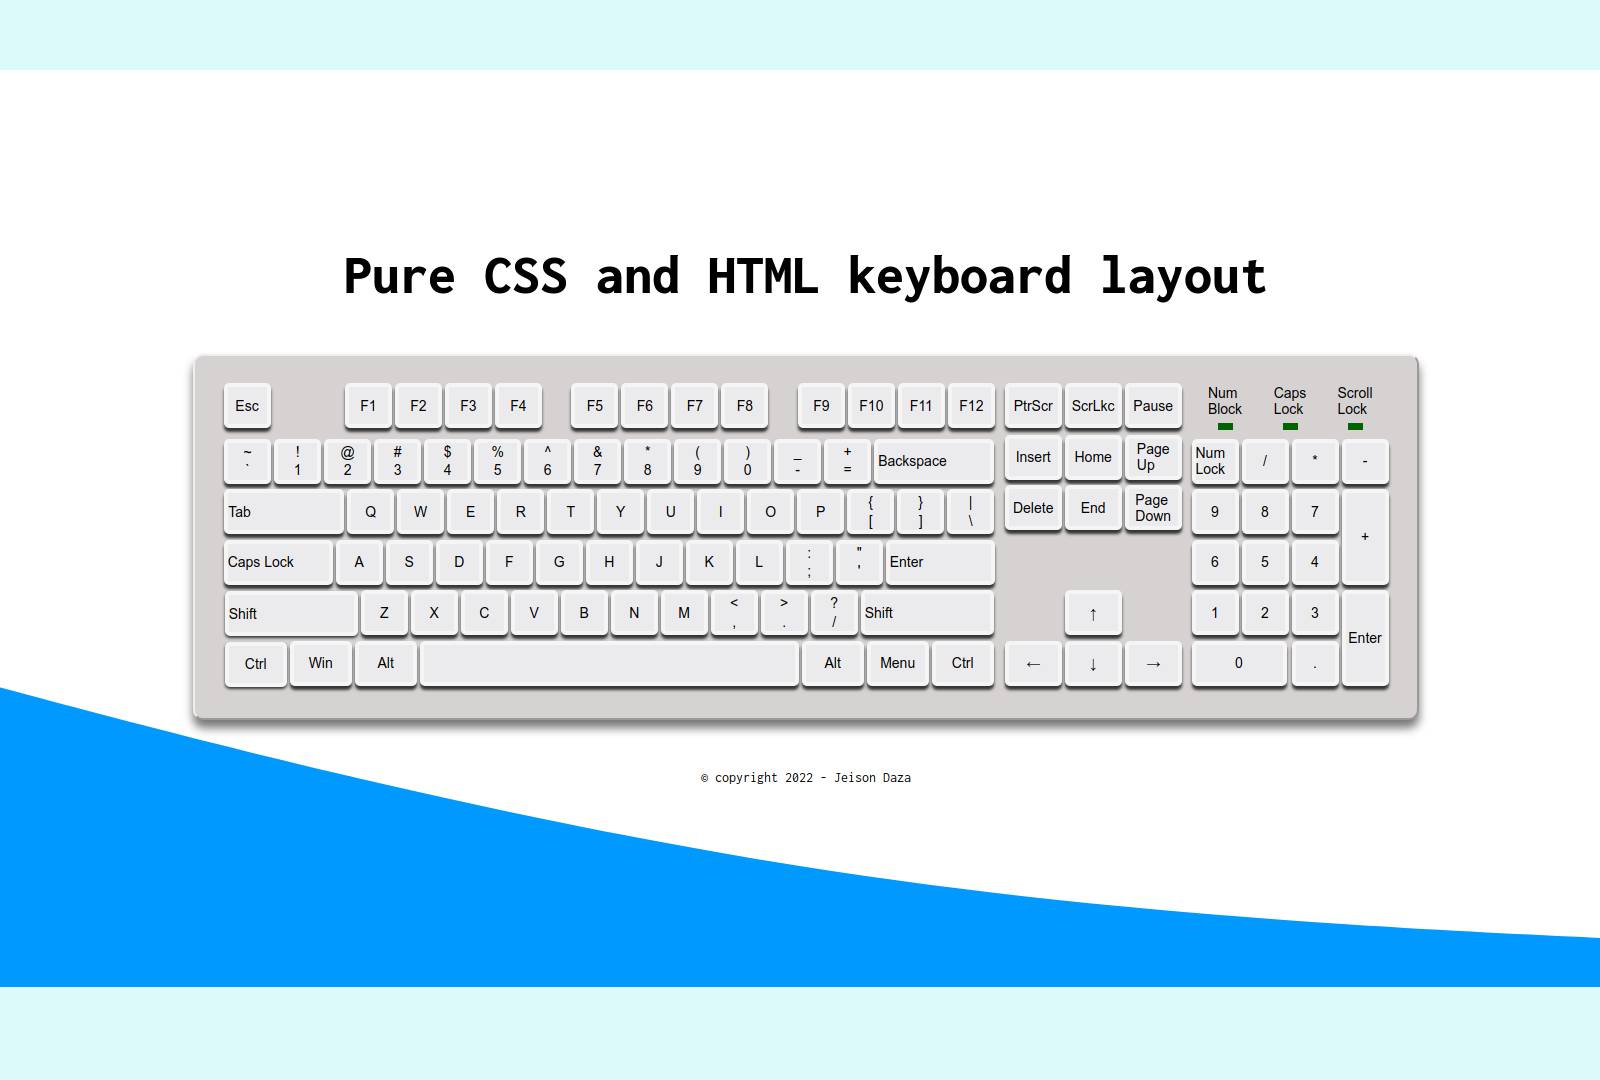 Pure CSS and HTML keyboard layout
Esc F1 F2 F3 F4 F5 F6 F7 F8 F9 F10 F11 F12 PtrScr ScrLkc Pause
Num Block
Caps Lock
Scroll Lock
~ ! @ # $ % ^ & * ( ) _ +
` 1 2 3 4 5 6 7 8 9 0 - = Backspace
Insert Home Page Up
Num Lock / * -
{ } |
Tab Q W E R T Y U I O P [ ] \
Delete End Page Down
9 8 7 +
: "
Caps Lock A S D F G H J K L ; ' Enter
6 5 4
< > ?
Shift Z X C V B N M , . / Shift
↑
1 2 3 Enter
Ctrl Win Alt Alt Menu Ctrl ← ↓ → 0 .
© copyright 2022 - Jeison Daza